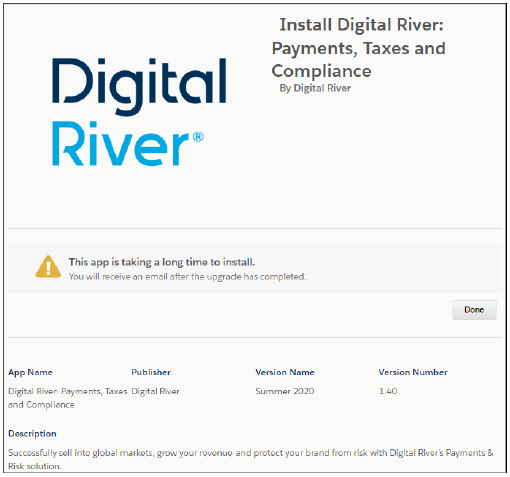 Digital
River®
Install Digital River:
Payments, Taxes and
Compliance
By Digital River
This app is taking a long time to install.
You will receive an email after the upgrade has completed.
Done
App Name Publisher Version Name Version Number
Digital River: Payments, Taxes Digital River Summer 2020 1.40
and Compliance
Description
Successfully sell into global markets, grow your revenue and protect your brand from risk with Digital River's Payments &
Risk solution.